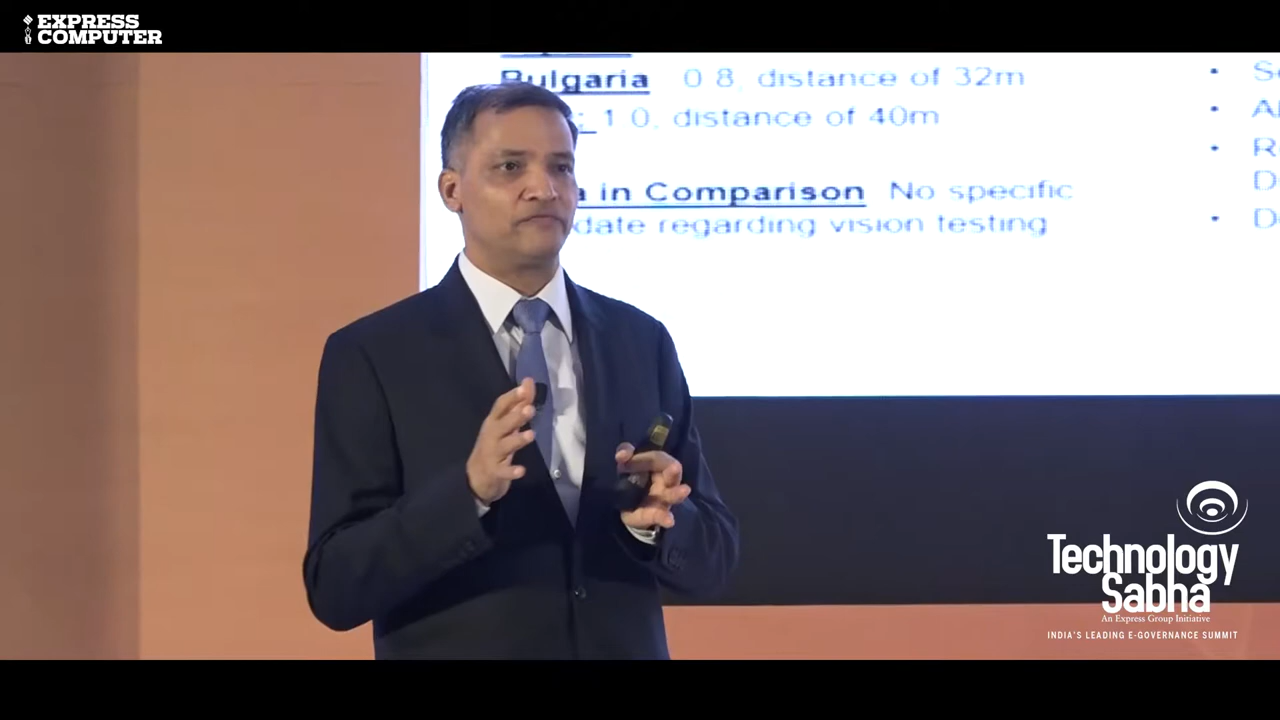 EXPRESS
COMPUTER
Bulgaria 0 8, distance of 32m
; 1 0, distance of 40m
in Comparison No specific
regarding vision testing
Technology
Sabha
An Express Group Initiative
INDIA'S LEADING E-GOVERNANCE SUMMIT